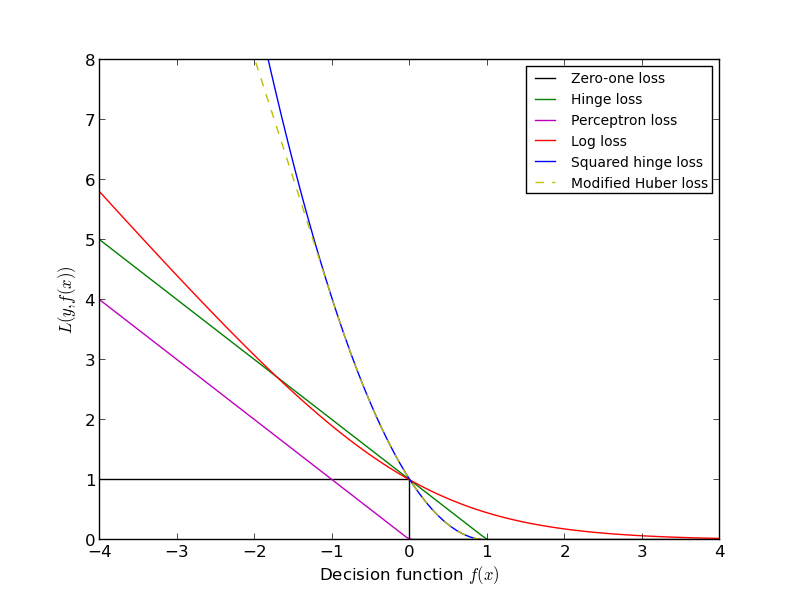 8
7
6
5
4
3
2
1
0
L(y, f(x))
Zero-one loss
Hinge loss
Perceptron loss
Log loss
Squared hinge loss
Modified Huber loss
−4 −3 −2 −1 0 1 2 3 4
Decision function f(x)